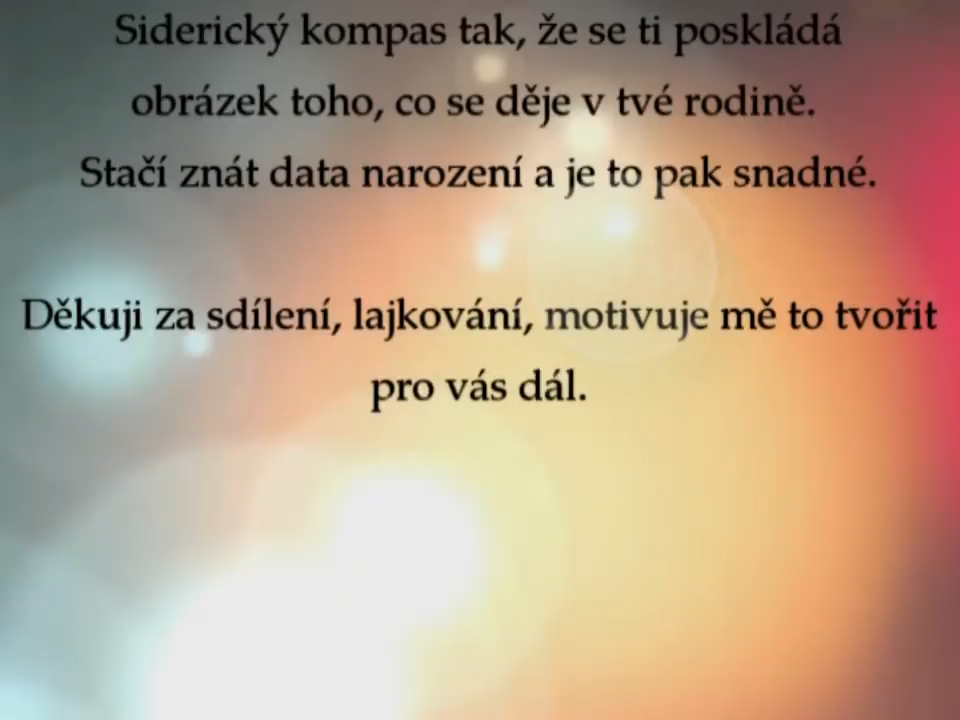 Siderický kompas tak, že se ti poskládá
obrázek toho, co se děje v tvé rodině.
Stačí znát data narození a je to pak snadné.
Děkuji za sdílení, lajkování, motivuje mě to tvořit
pro vás dál.